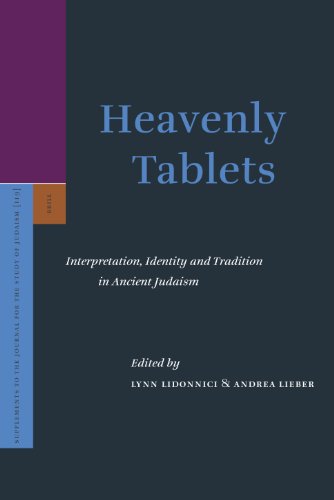 Heavenly
Tablets
Interpretation, Identity and Tradition
in Ancient Judaism
Edited by
LYNN LIDONNICI & ANDREA LIEBER
SUPPLEMENTS TO THE JOURNAL FOR THE STUDY OF JUDAISM [119]
BRILL